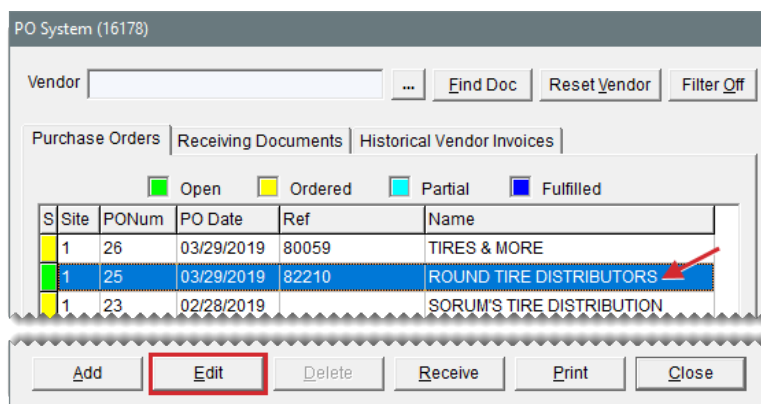 PO System (16178)
Vendor ... Find Doc Reset Vendor Filter Off
Purchase Orders Receiving Documents Historical Vendor Invoices
Open Ordered Partial Fulfilled
S Site PONum PO Date Ref Name
1 26 03/29/2019 80059 TIRES & MORE
1 25 03/29/2019 82210 ROUND TIRE DISTRIBUTORS
1 23 02/28/2019 SORUM'S TIRE DISTRIBUTION
Add Edit Delete Receive Print Close